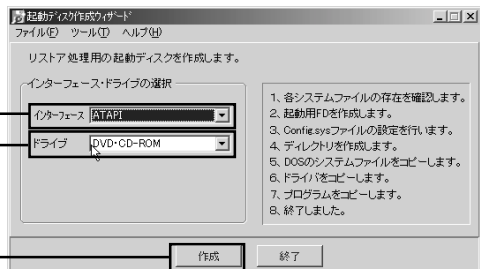 起動ディスク作成ウィザード
ファイル(F) ツール(T) ヘルプ(H)
リストア処理用の起動ディスクを作成します。
インターフェース・ドライブの選択
インターフェース ATAPI
ドライブ DVD・CD-ROM
1、各システムファイルの存在を確認します。
2、起動用FDを作成します。
3、Config.sysファイルの設定を行います。
4、ディレクトリを作成します。
5、DOSのシステムファイルをコピーします。
6、ドライバをコピーします。
7、プログラムをコピーします。
8、終了しました。
作成 終了